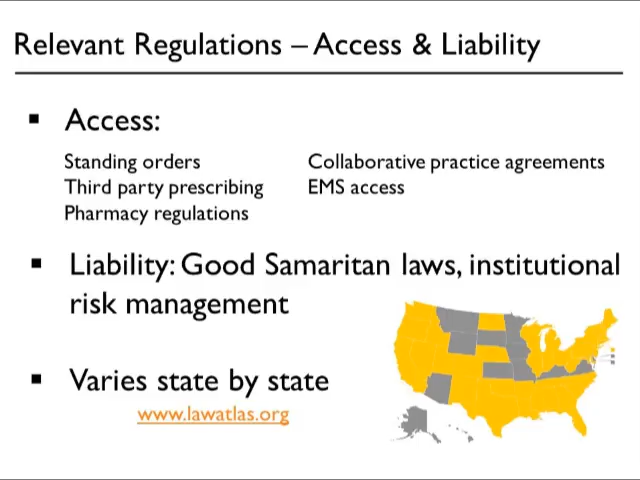 Relevant Regulations – Access & Liability
▪ Access:
Standing orders
Third party prescribing
Pharmacy regulations
Collaborative practice agreements
EMS access
▪ Liability: Good Samaritan laws, institutional
risk management
▪ Varies state by state
www.lawatlas.org